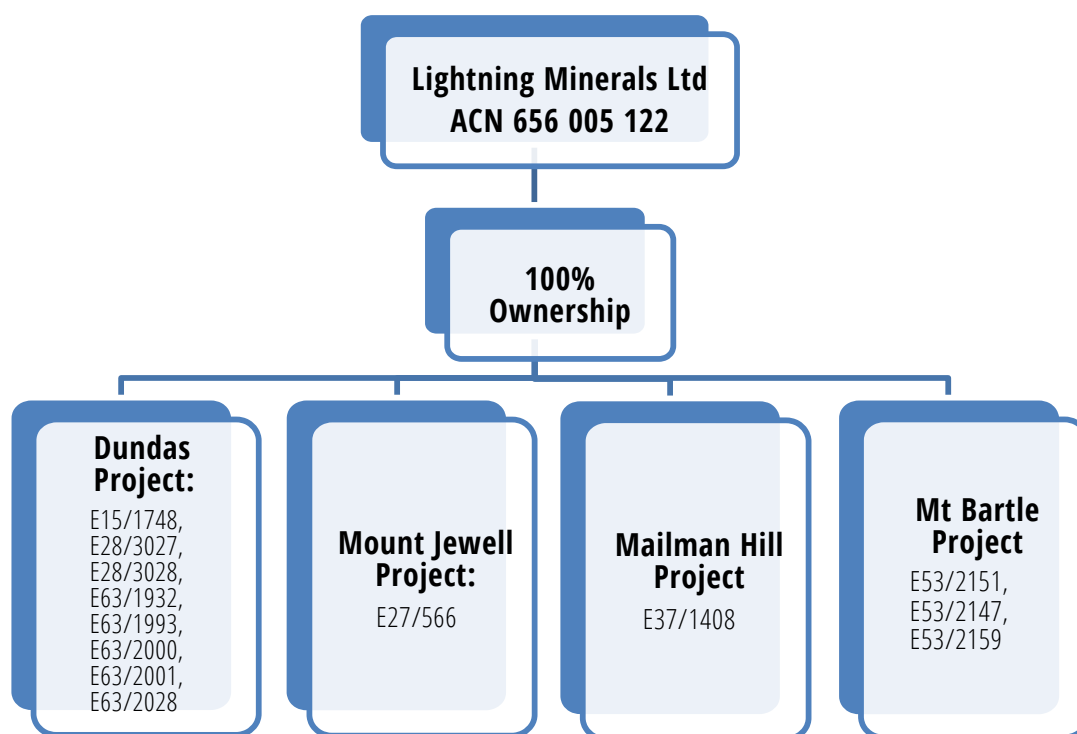 Lightning Minerals Ltd
ACN 656 005 122
100%
Ownership
Dundas
Project:
E15/1748,
E28/3027,
E28/3028,
E63/1932,
E63/1993,
E63/2000,
E63/2001,
E63/2028
Mount Jewell
Project:
E27/566
Mailman Hill
Project
E37/1408
Mt Bartle
Project
E53/2151,
E53/2147,
E53/2159